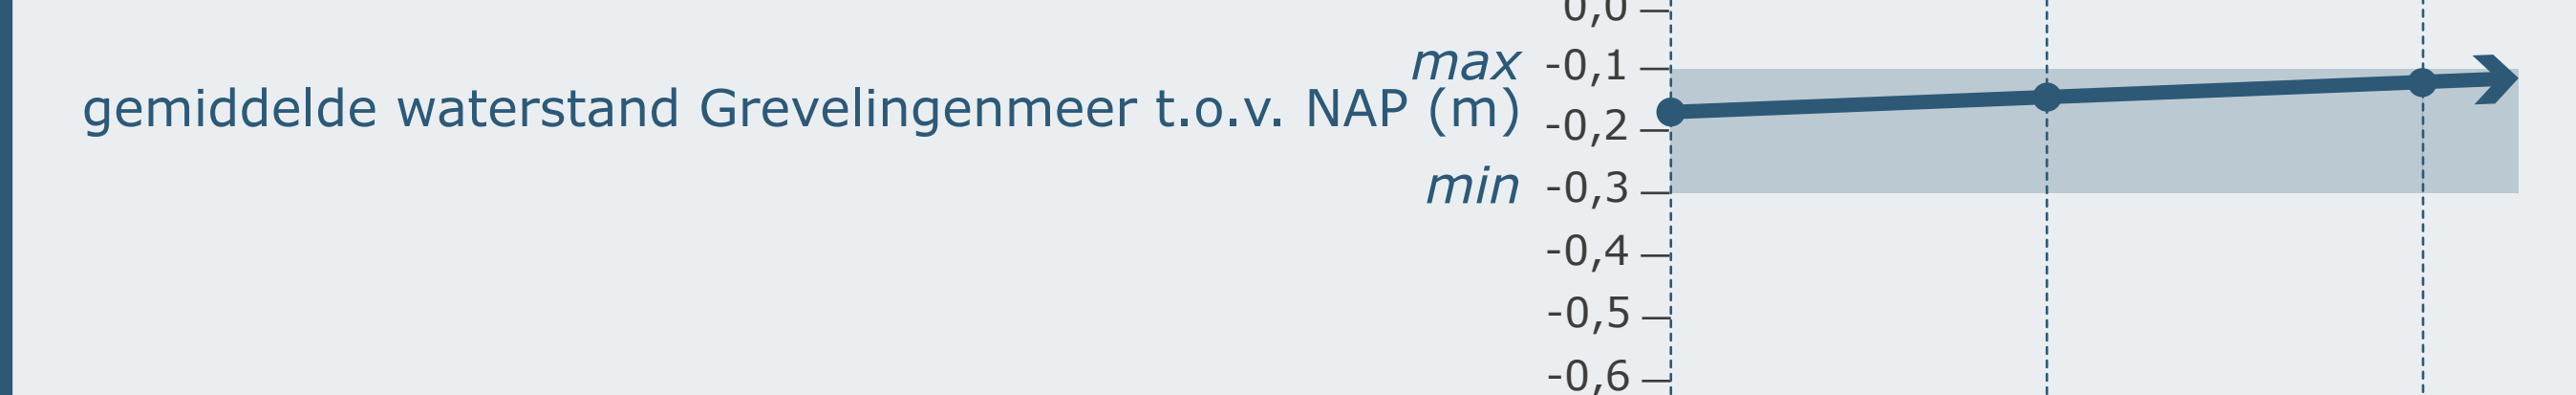 0,0
max -0,1
gemiddelde waterstand Grevelingenmeer t.o.v. NAP (m) -0,2
min -0,3
-0,4
-0,5
-0,6